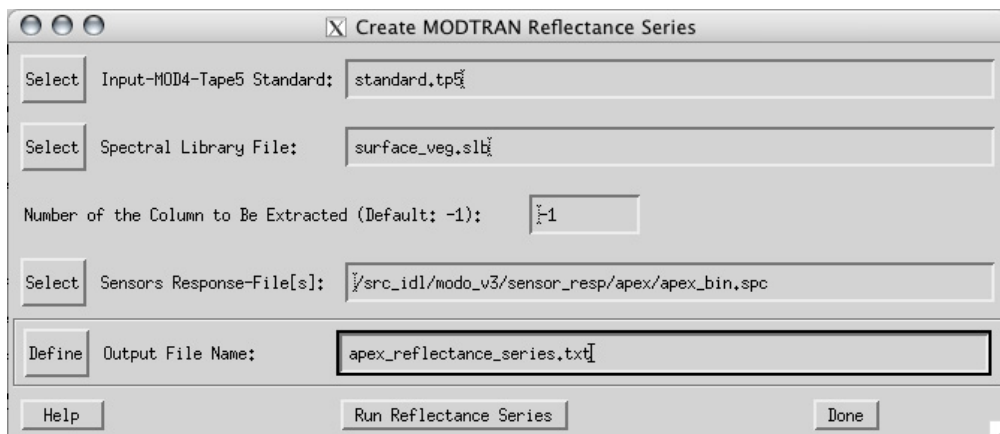 X Create MODTRAN Reflectance Series
Select Input-MOD4-Tape5 Standard: standard.tp5
Select Spectral Library File: surface_veg.slb
Number of the Column to Be Extracted (Default: -1): -1
Select Sensors Response-File[s]: /src_idl/modo_v3/sensor_resp/apex/apex_bin.spc
Define Output File Name: apex_reflectance_series.txt
Help Run Reflectance Series Done